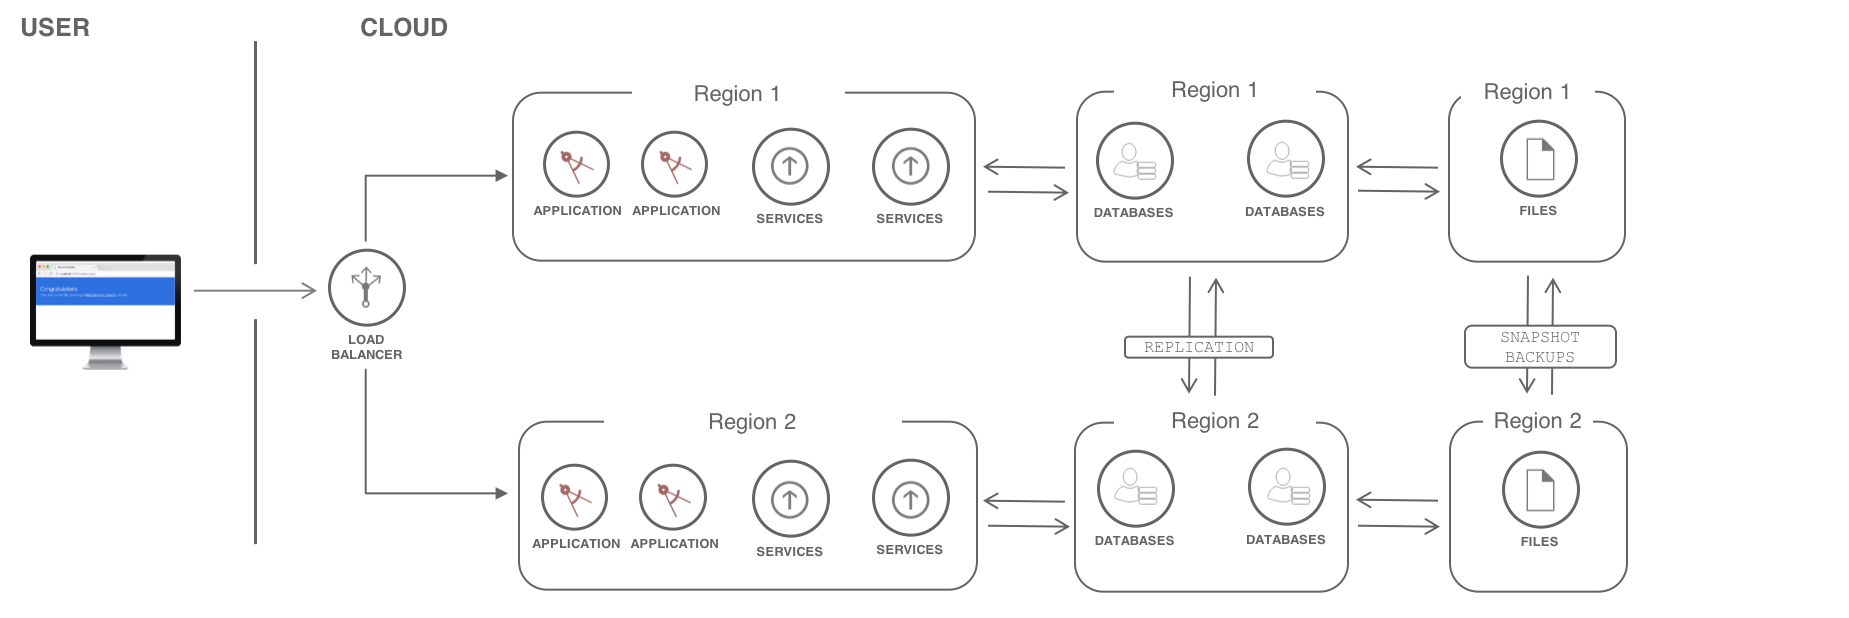 USER
CLOUD
Region 1
Region 1
Region 1
APPLICATION
APPLICATION
SERVICES
SERVICES
DATABASES
DATABASES
FILES
Congratulations
LOAD
BALANCER
REPLICATION
SNAPSHOT
BACKUPS
Region 2
Region 2
Region 2
APPLICATION
APPLICATION
SERVICES
SERVICES
DATABASES
DATABASES
FILES